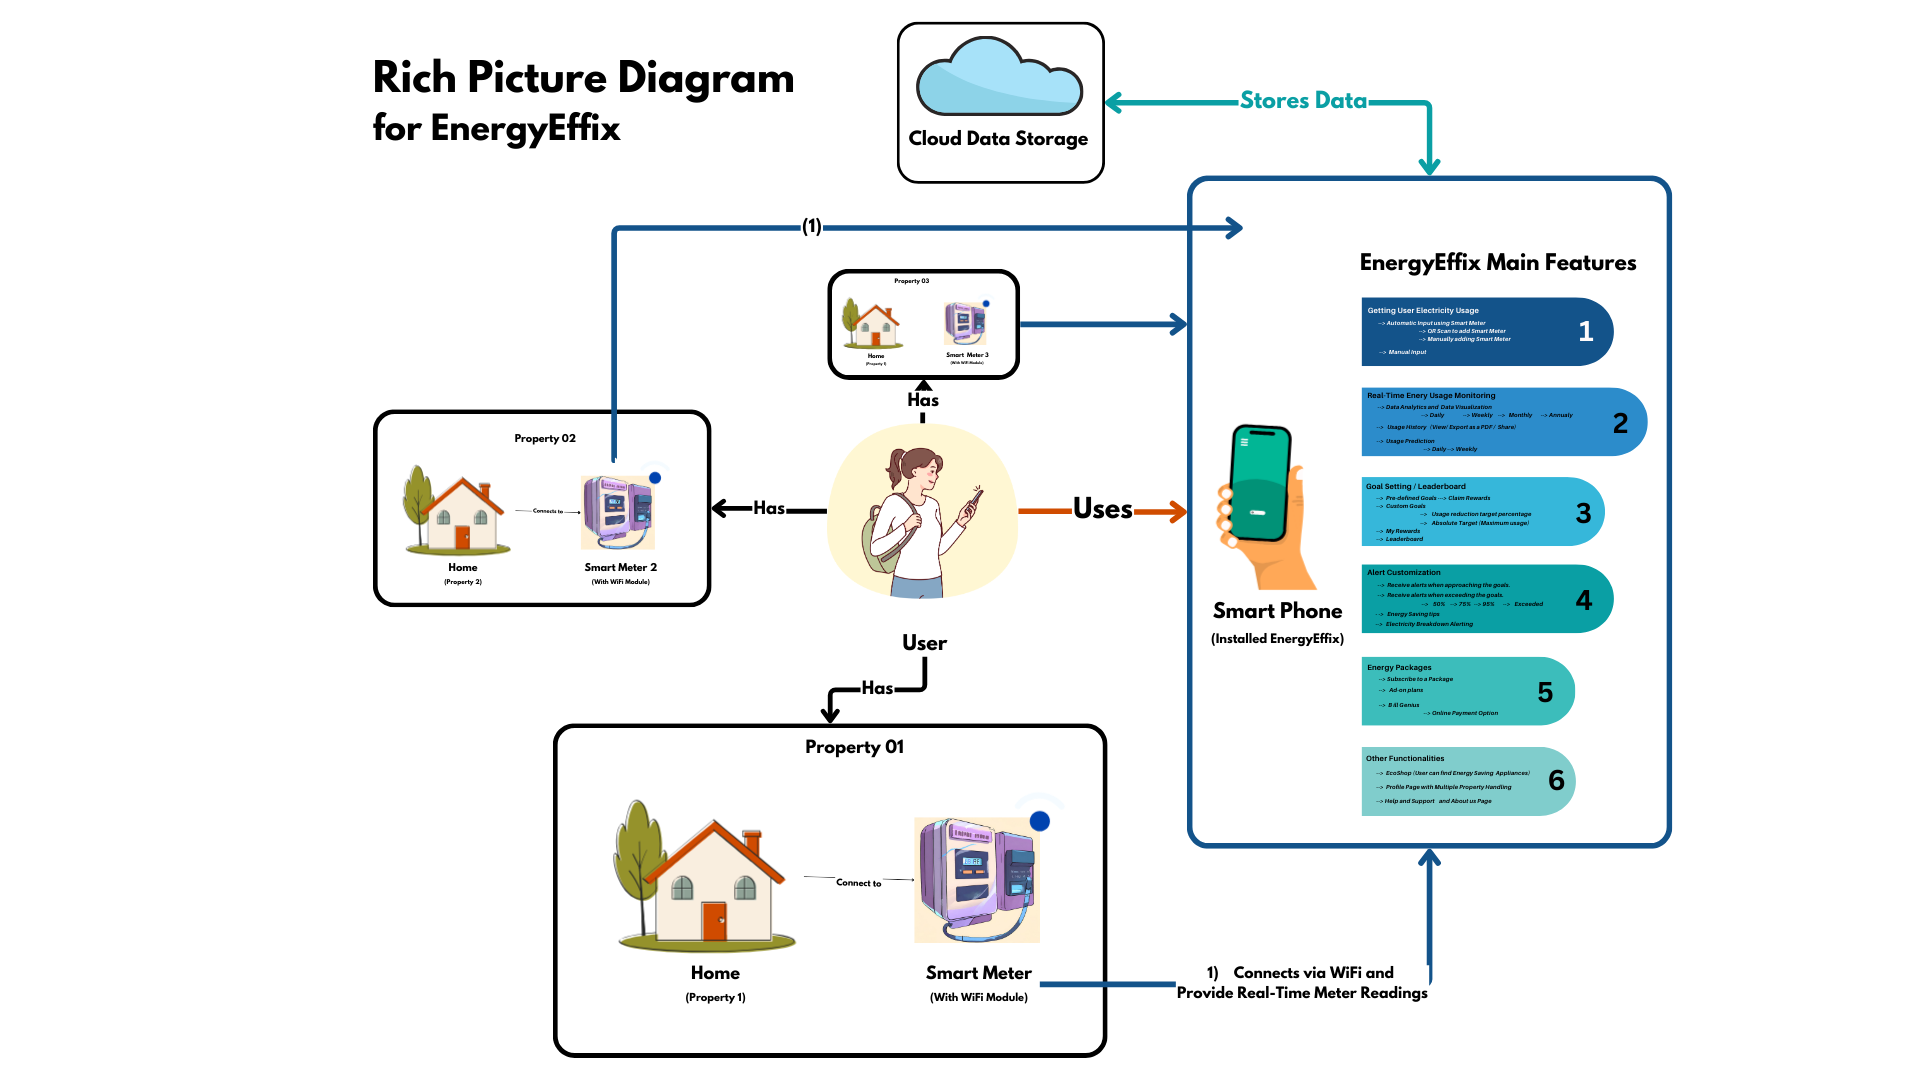 Rich Picture Diagram
for EnergyEffix
Cloud Data Storage
Stores Data
(1)
Property 03
Home
(Property 1)
Smart Meter 3
(With WiFi Module)
Has
Property 02
Connects to
Home
(Property 2)
Smart Meter 2
(With WiFi Module)
Has
Uses
User
Has
Property 01
Connect to
Home
(Property 1)
Smart Meter
(With WiFi Module)
1) Connects via WiFi and
Provide Real-Time Meter Readings
Smart Phone
(Installed EnergyEffix)
EnergyEffix Main Features
Getting User Electricity Usage
--> Automatic Input using Smart Meter
--> QR Scan to add Smart Meter
--> Manually adding Smart Meter
--> Manual Input
1
Real-Time Enery Usage Monitoring
--> Data Analytics and Data Visualization
--> Daily --> Weekly --> Monthly --> Annualy
--> Usage History (View/ Export as a PDF / Share)
--> Usage Prediction
--> Daily --> Weekly
2
Goal Setting / Leaderboard
--> Pre-defined Goals --> Claim Rewards
--> Custom Goals
--> Usage reduction target percentage
--> Absolute Target (Maximum usage)
--> My Rewards
--> Leaderboard
3
Alert Customization
--> Receive alerts when approaching the goals.
--> Receive alerts when exceeding the goals.
--> 50% --> 75% --> 95% --> Exceeded
--> Energy Saving tips
--> Electricity Breakdown Alerting
4
Energy Packages
--> Subscribe to a Package
--> Ad-on plans
--> Bill Genius
--> Online Payment Option
5
Other Functionalities
--> EcoShop (User can find Energy Saving Appliances)
--> Profile Page with Multiple Property Handling
--> Help and Support and About us Page
6